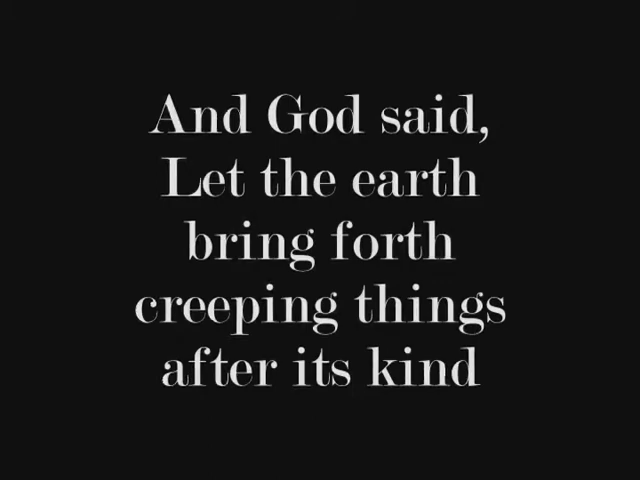 And God said,
Let the earth
bring forth
creeping things
after its kind